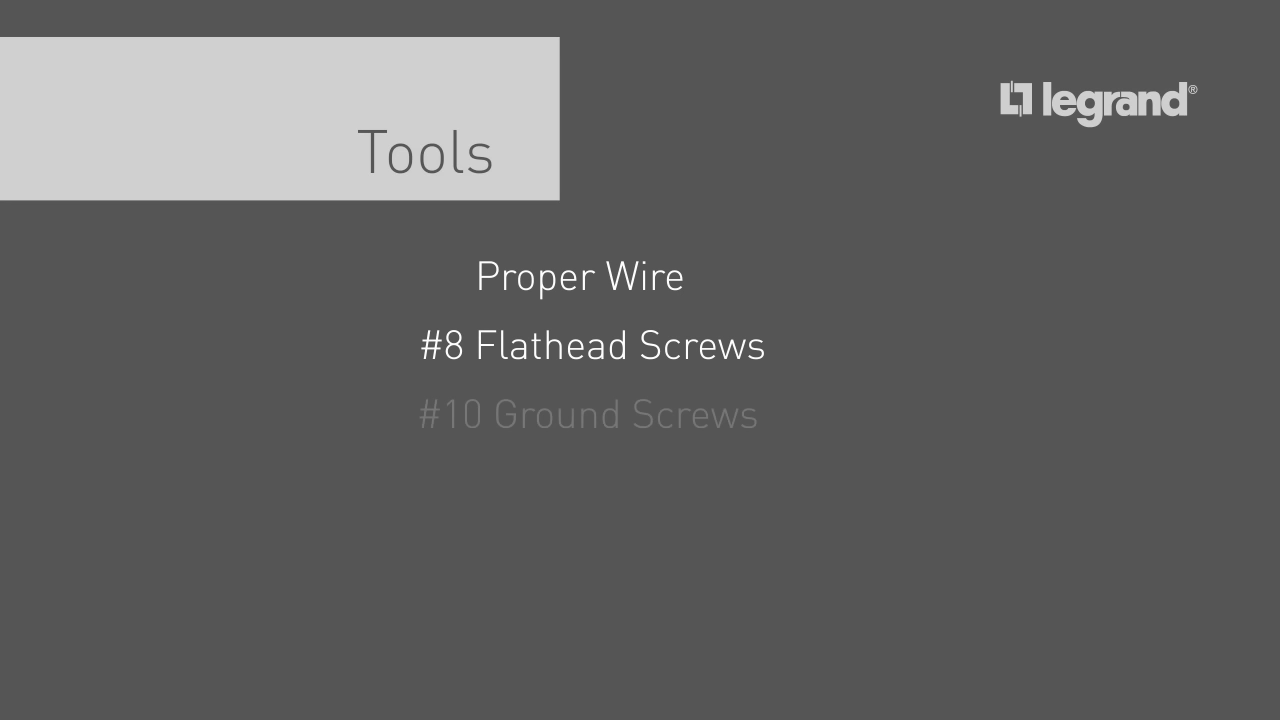 legrand®
Tools
Proper Wire
#8 Flathead Screws
#10 Ground Screws